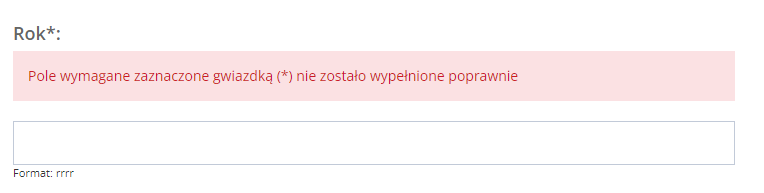 Rok*:
Pole wymagane zaznaczone gwiazdką (*) nie zostało wypełnione poprawnie
Format: rrrr